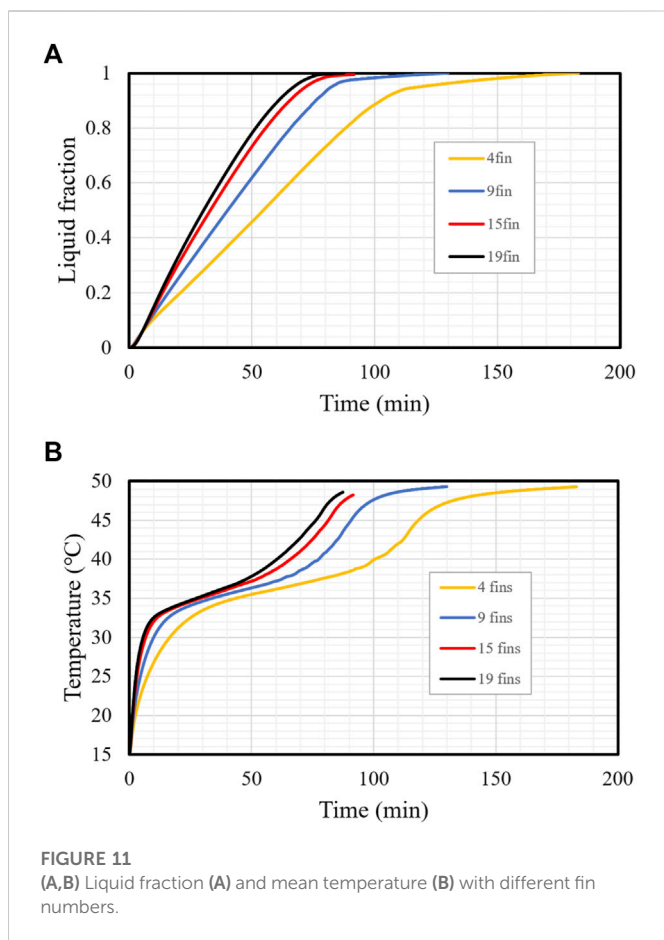 A
1
0.8
0.6
0.4
0.2
0
Liquid fraction
4fin
9fin
15fin
19fin
0 50 100 150 200
Time (min)
B
50
45
40
35
30
25
20
15
Temperature (°C)
4 fins
9 fins
15 fins
19 fins
0 50 100 150 200
Time (min)
FIGURE 11
(A,B) Liquid fraction (A) and mean temperature (B) with different fin
numbers.